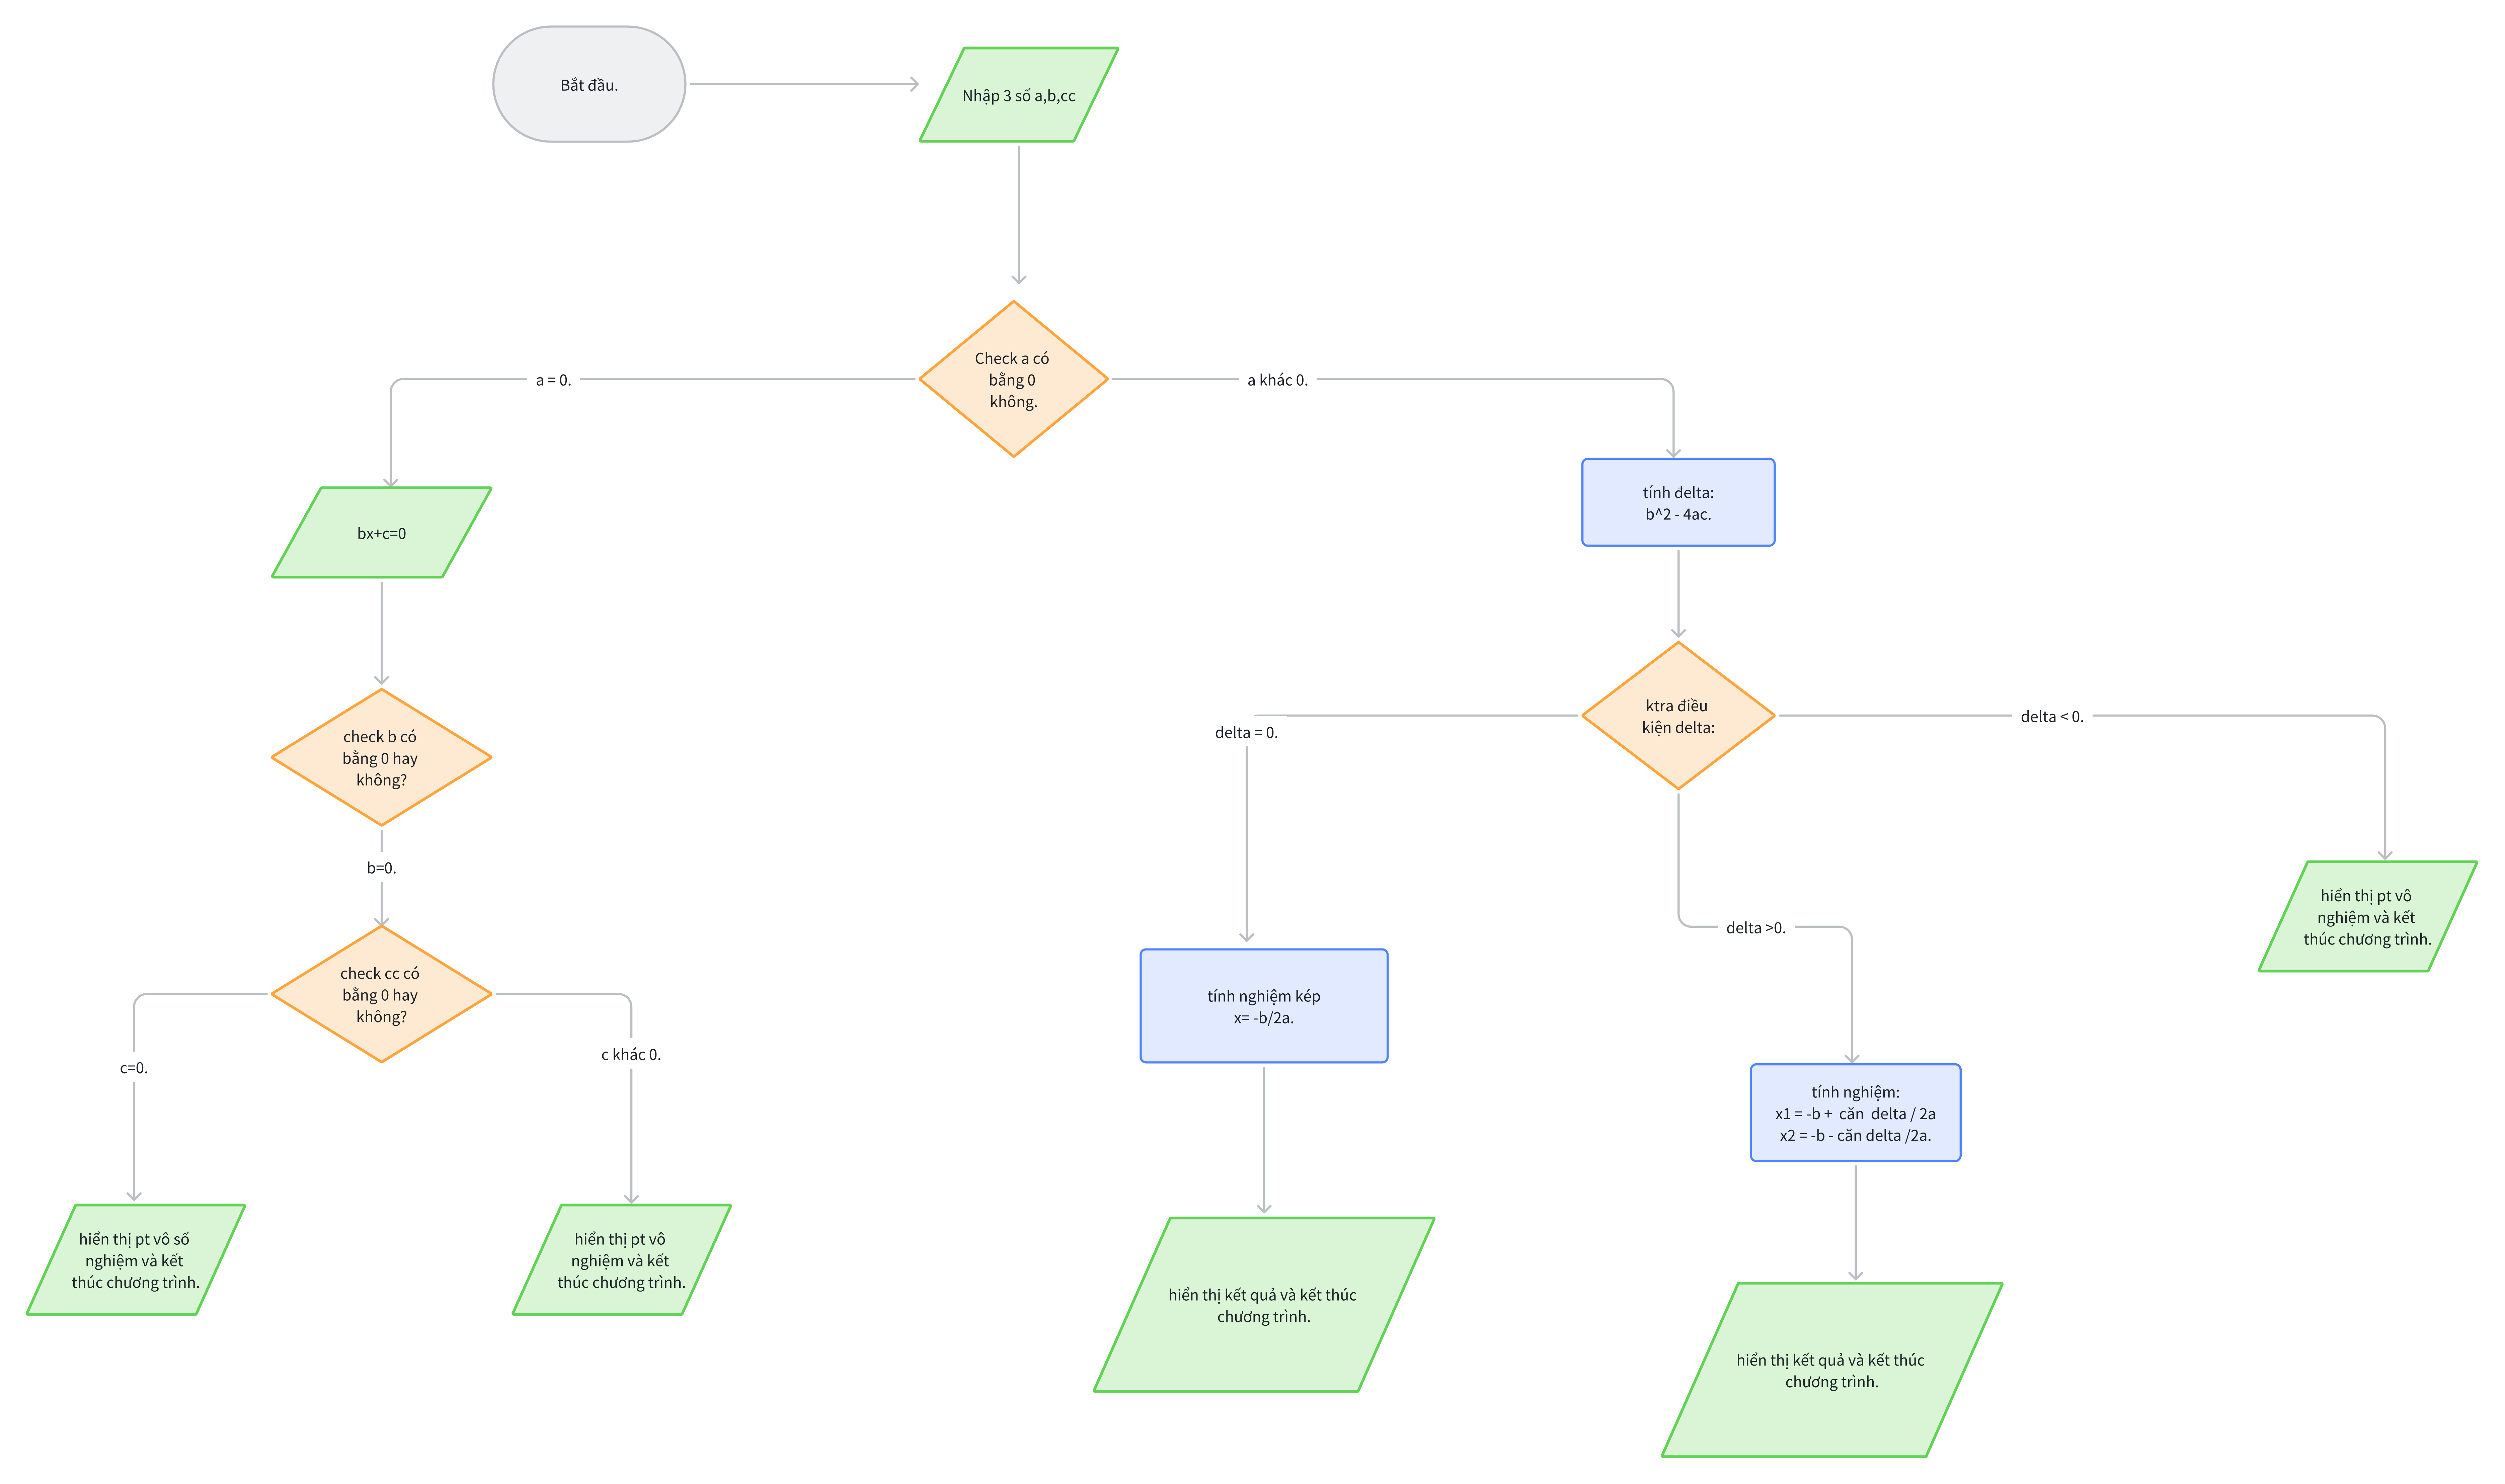 Bắt đầu.
Nhập 3 số a,b,cc
Check a có
bằng 0
không.
a = 0.
a khác 0.
bx+c=0
tính đelta:
b^2 - 4ac.
check b có
bằng 0 hay
không?
ktra điều
kiện delta:
delta = 0.
delta < 0.
b=0.
delta >0.
hiển thị pt vô
nghiệm và kết
thúc chương trình.
check cc có
bằng 0 hay
không?
c=0.
c khác 0.
tính nghiệm kép
x= -b/2a.
tính nghiệm:
x1 = -b +  căn  delta / 2a
x2 = -b - căn delta /2a.
hiển thị pt vô số
nghiệm và kết
thúc chương trình.
hiển thị pt vô
nghiệm và kết
thúc chương trình.
hiển thị kết quả và kết thúc
chương trình.
hiển thị kết quả và kết thúc
chương trình.